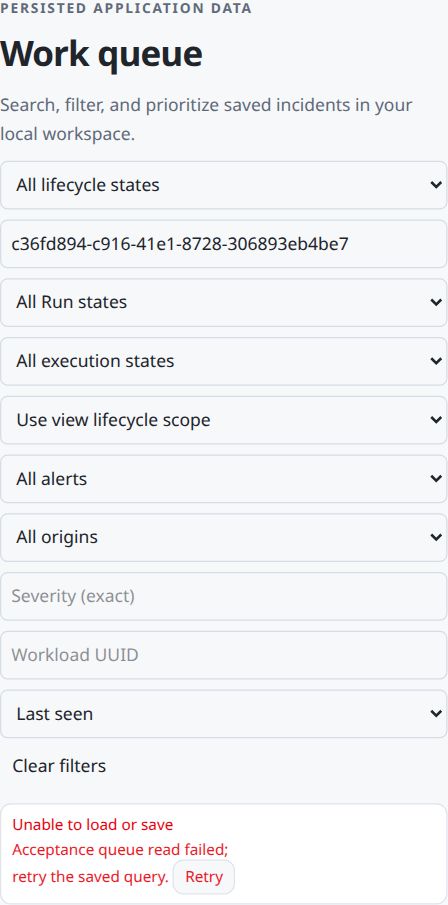 PERSISTED APPLICATION DATA
Work queue
Search, filter, and prioritize saved incidents in your
local workspace.
All lifecycle states
c36fd894-c916-41e1-8728-306893eb4be7
All Run states
All execution states
Use view lifecycle scope
All alerts
All origins
Severity (exact)
Workload UUID
Last seen
Clear filters
Unable to load or save
Acceptance queue read failed;
retry the saved query. Retry